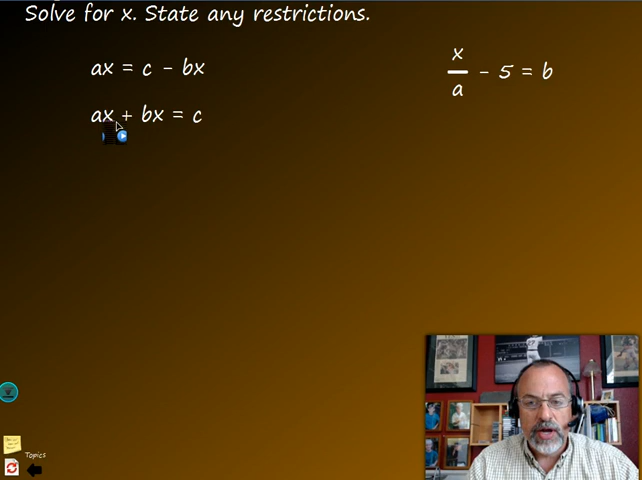 Solve for x. State any restrictions.
ax = c - bx
ax + bx = c
x
a
- 5 = b
Topics